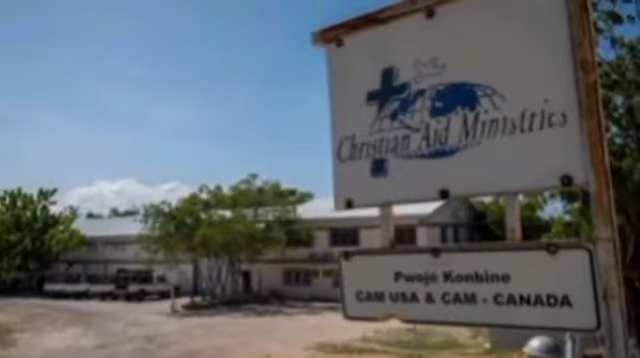 Christian Aid Ministries
Pwojè Konbine
CAM USA & CAM - CANADA